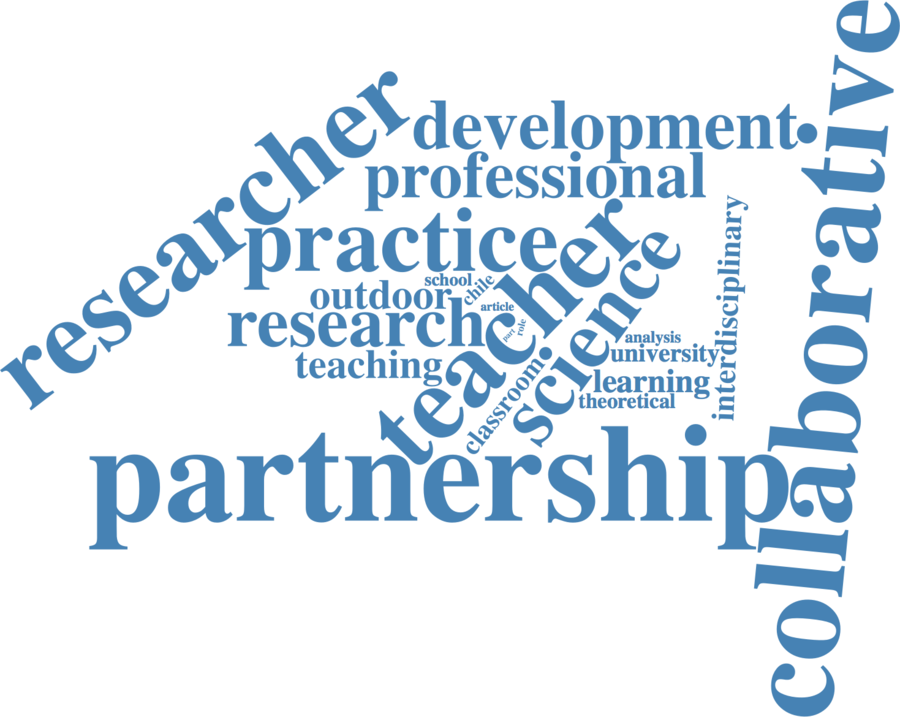 collaborative
researcher
development
professional
practice
teacher
science
school
chile
outdoor
article
research
part
role
interdisciplinary
analysis
university
teaching
classroom
learning
theoretical
partnership